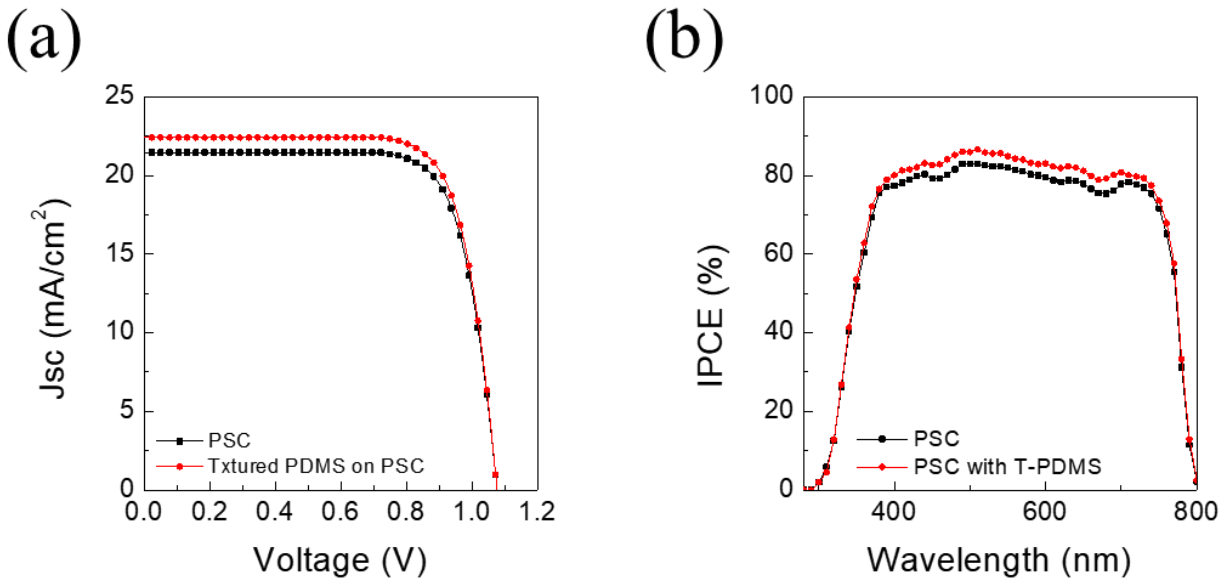 (a)
25
20
15
10
5
0
Jsc (mA/cm²)
PSC
Txtured PDMS on PSC
0.0 0.2 0.4 0.6 0.8 1.0 1.2
Voltage (V)
(b)
100
80
60
40
20
0
IPCE (%)
PSC
PSC with T-PDMS
400 600 800
Wavelength (nm)